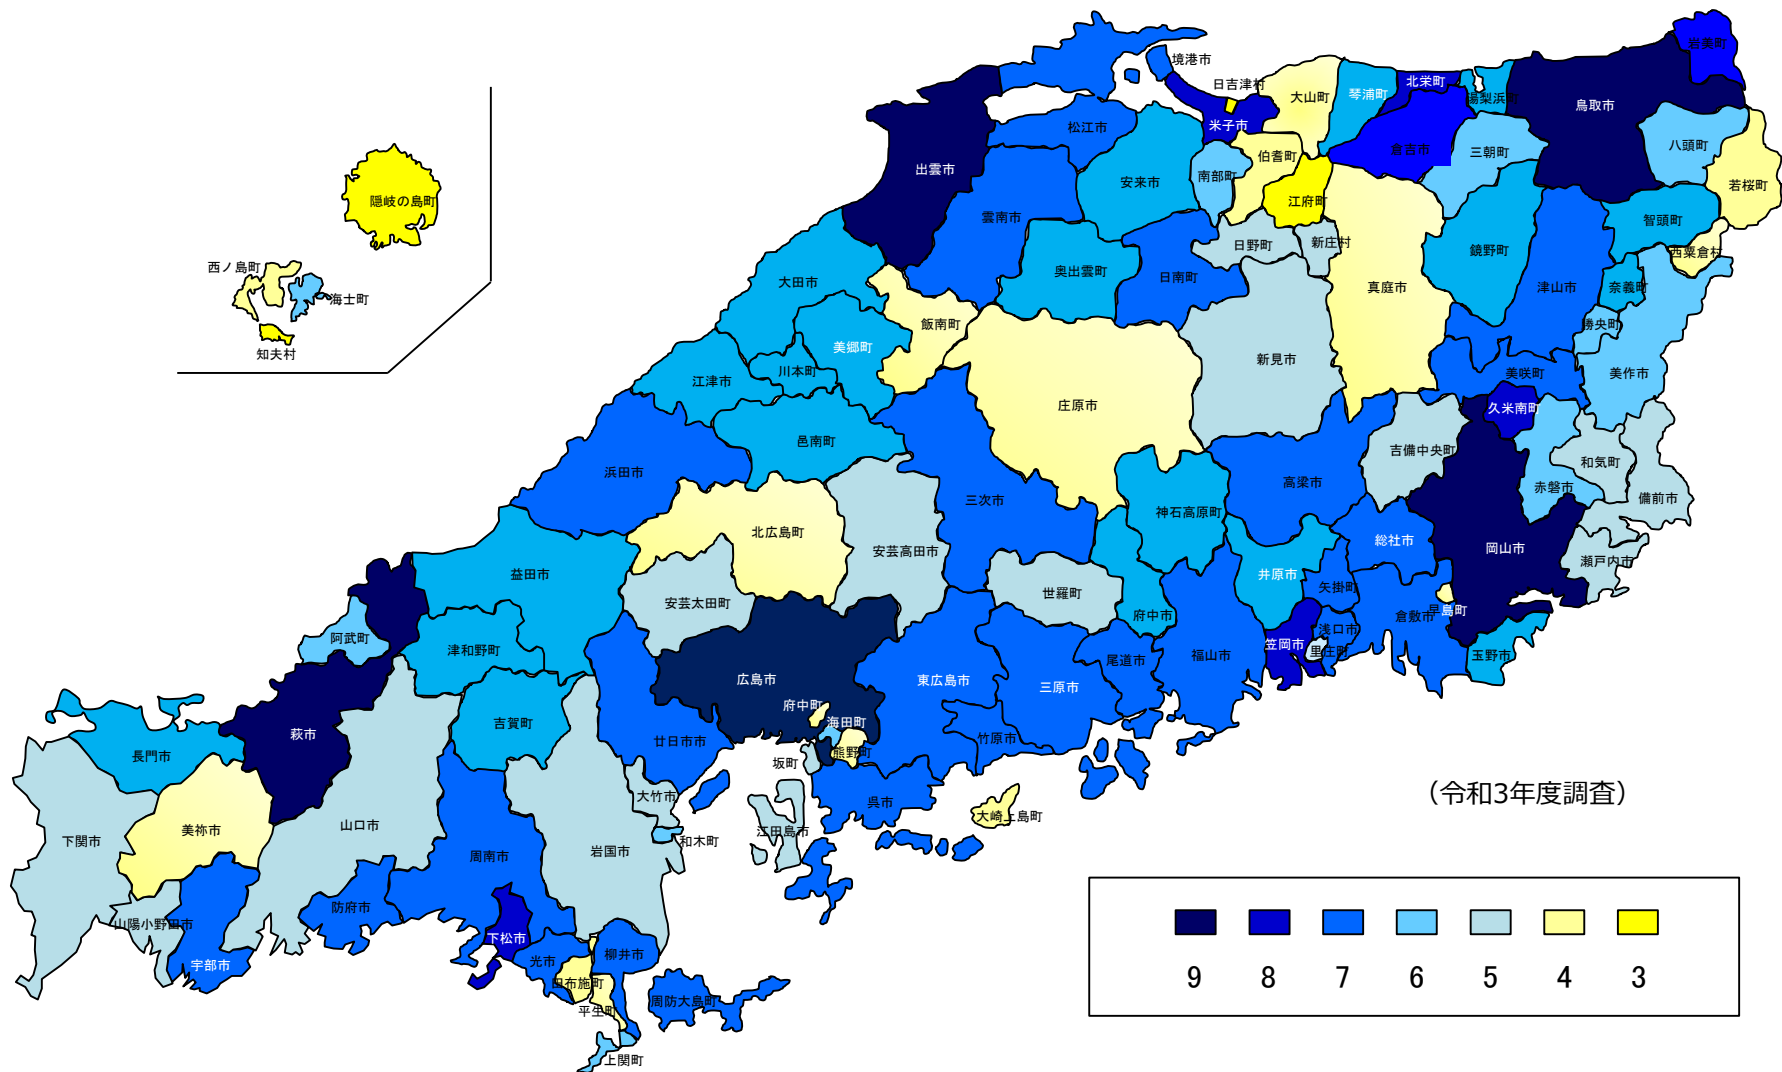 岩美町
境港市
日吉津村
北栄町
大山町
琴浦町
湯梨浜町
鳥取市
米子市
松江市
倉吉市
三朝町
八頭町
伯耆町
出雲市
南部町
安来市
若桜町
隠岐の島町
江府町
雲南市
智頭町
日野町
新庄村
鏡野町
西粟倉村
西ノ島町
奥出雲町
日南町
大田市
真庭市
津山市
奈義町
海士町
飯南町
勝央町
知夫村
美郷町
新見市
川本町
江津市
美咲町
美作市
庄原市
久米南町
邑南町
吉備中央町
浜田市
和気町
高梁市
赤磐市
三次市
備前市
神石高原町
北広島町
総社市
岡山市
安芸高田市
益田市
井原市
瀬戸内市
矢掛町
世羅町
安芸太田町
府中市
早島町
倉敷市
浅口市
阿武町
津和野町
笠岡市
里庄町
福山市
玉野市
尾道市
広島市
東広島市
三原市
府中町
海田町
吉賀町
萩市
廿日市市
竹原市
長門市
熊野町
坂町
大竹市
（令和3年度調査）
呉市
大崎上島町
山口市
美祢市
江田島市
下関市
和木町
岩国市
周南市
防府市
山陽小野田市
下松市
柳井市
光市
宇部市
田布施町
周防大島町
平生町
上関町
9 8 7 6 5 4 3